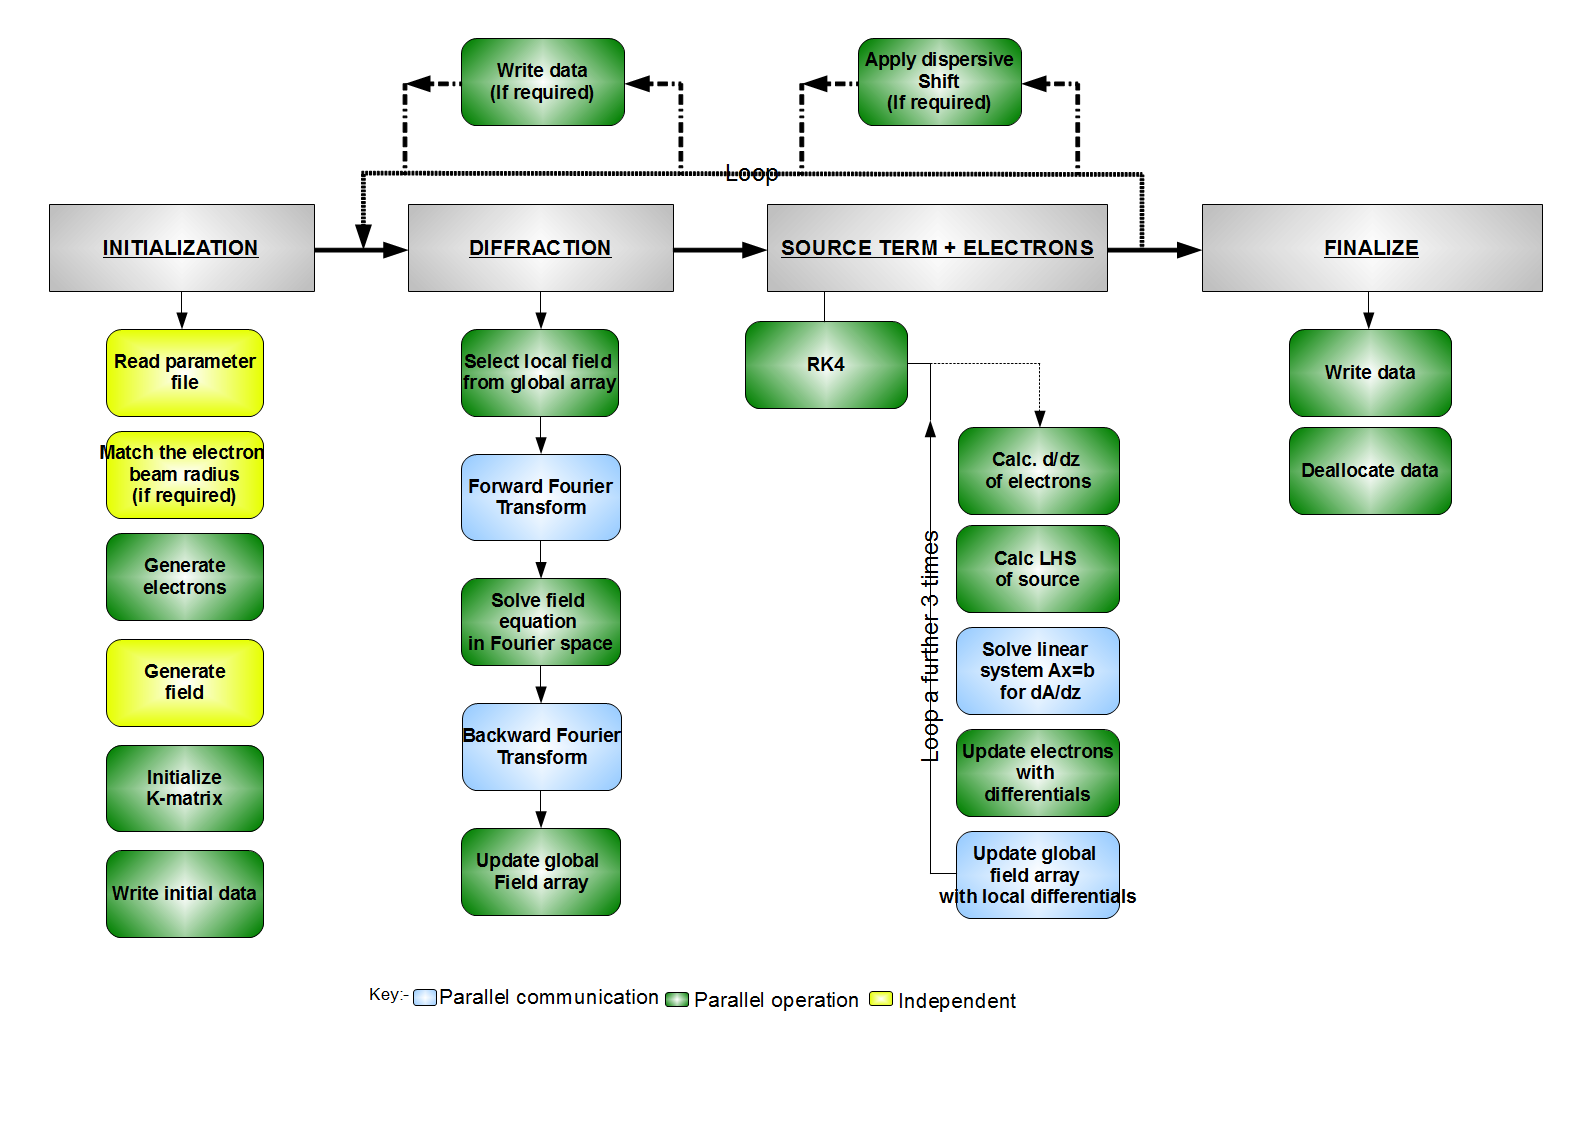 Write data
(If required)
Apply dispersive
Shift
(If required)
Loop
INITIALIZATION
DIFFRACTION
SOURCE TERM + ELECTRONS
FINALIZE
Read parameter
file
Match the electron
beam radius
(if required)
Generate
electrons
Generate
field
Initialize
K-matrix
Write initial data
Select local field
from global array
Forward Fourier
Transform
Solve field
equation
in Fourier space
Backward Fourier
Transform
Update global
Field array
RK4
Loop a further 3 times
Calc. d/dz
of electrons
Calc LHS
of source
Solve linear
system Ax=b
for dA/dz
Update electrons
with
differentials
Update global
field array
with local differentials
Write data
Deallocate data
Key:- Parallel communication Parallel operation Independent